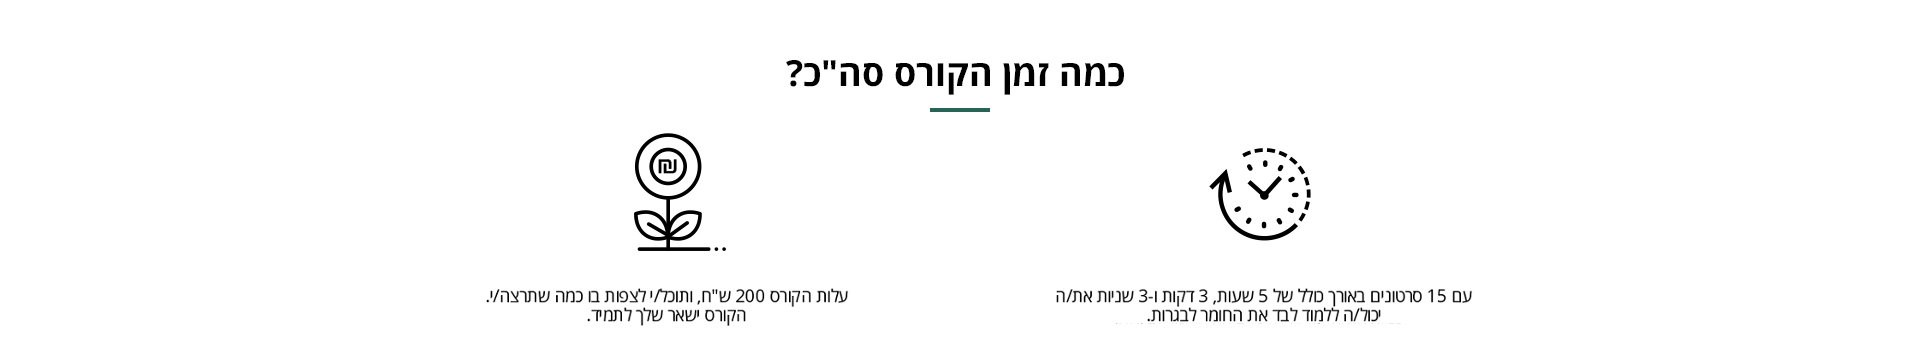 כמה זמן הקורס סה"כ?
עם 15 סרטונים באורך כולל של 5 שעות, 3 דקות ו-3 שניות את/ה
יכול/ה ללמוד לבד את החומר לבגרות.
₪
עלות הקורס 200 ש"ח, ותוכל/י לצפות בו כמה שתרצה/י.
הקורס ישאר שלך לתמיד.